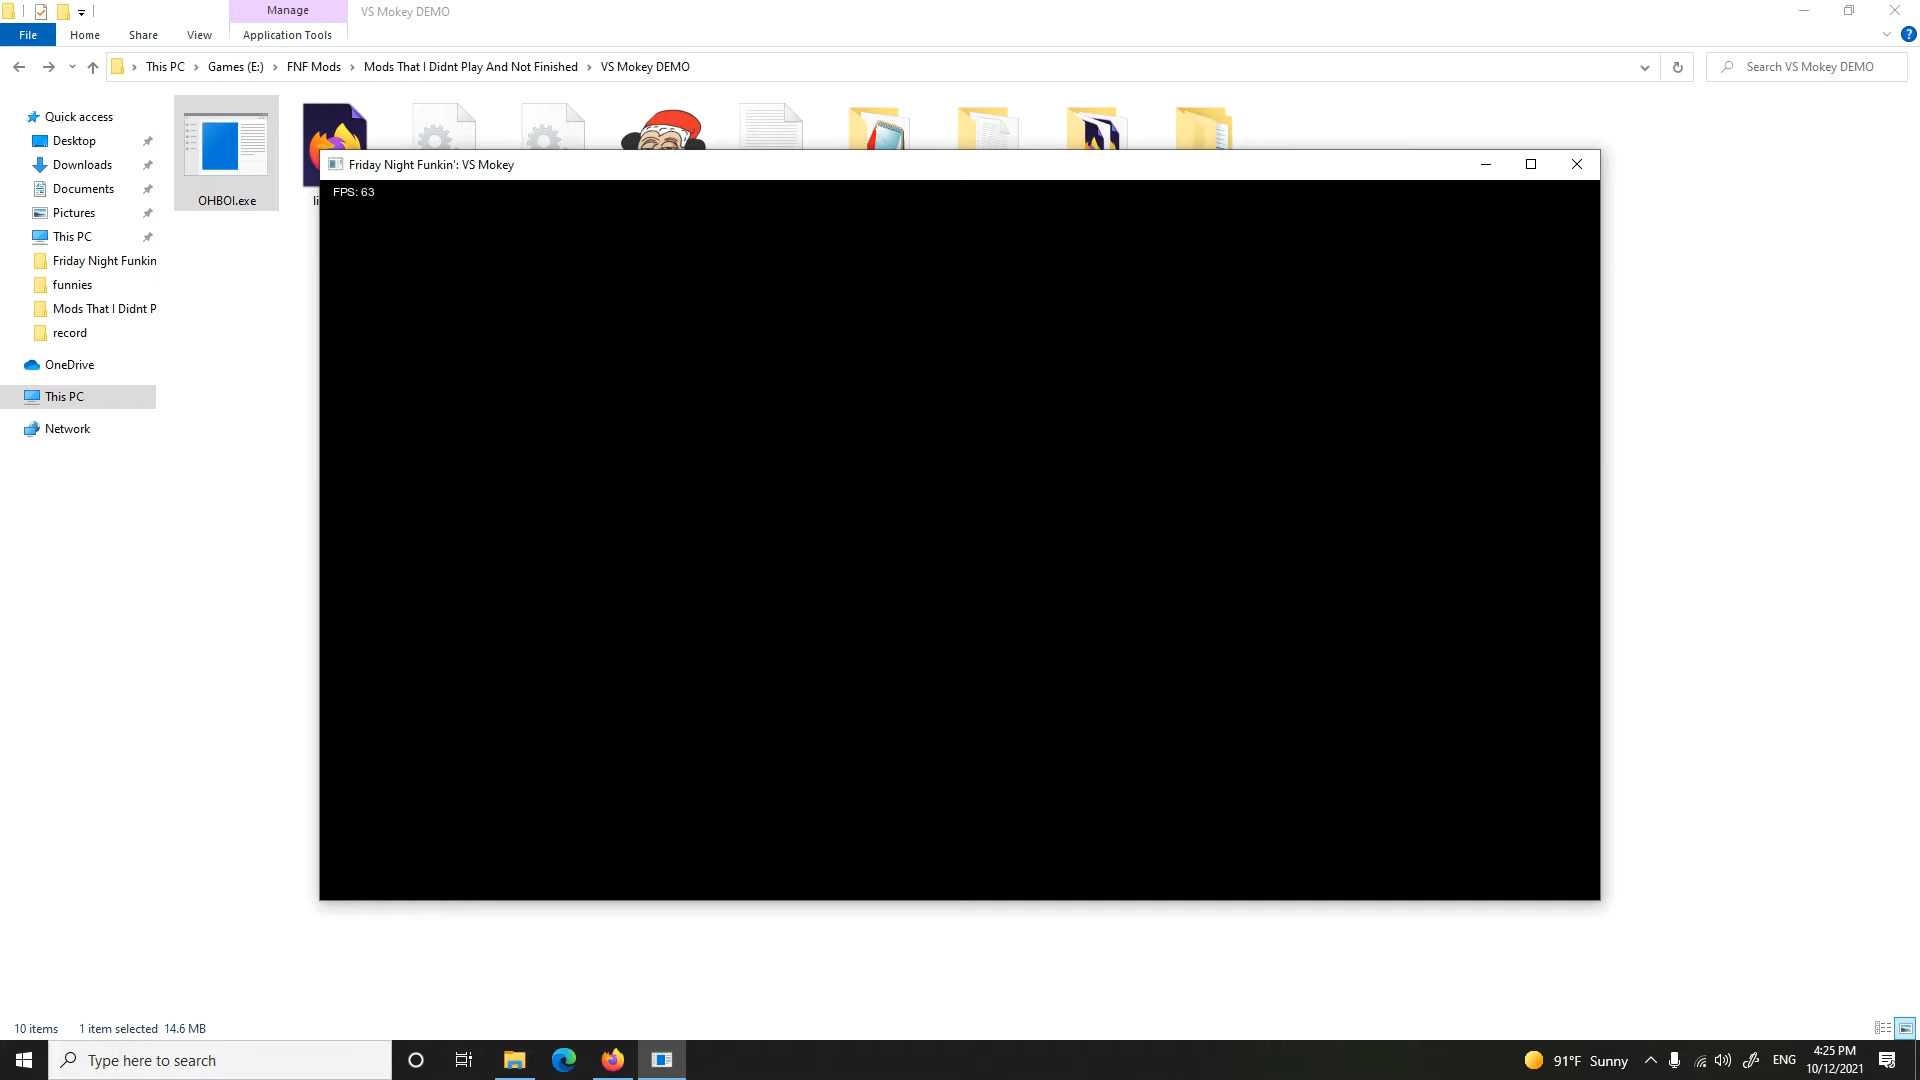 Manage
VS Mokey DEMO
File
Home
Share
View
Application Tools
This PC
Games (E:)
FNF Mods
Mods That I Didnt Play And Not Finished
VS Mokey DEMO
Search VS Mokey DEMO
Quick access
Desktop
Downloads
Documents
Pictures
This PC
Friday Night Funkin
funnies
Mods That I Didnt P
record
OneDrive
This PC
Network
OHBOI.exe
li
Friday Night Funkin': VS Mokey
FPS: 63
10 items
1 item selected 14.6 MB
Type here to search
91°F Sunny
ENG
4:25 PM
10/12/2021